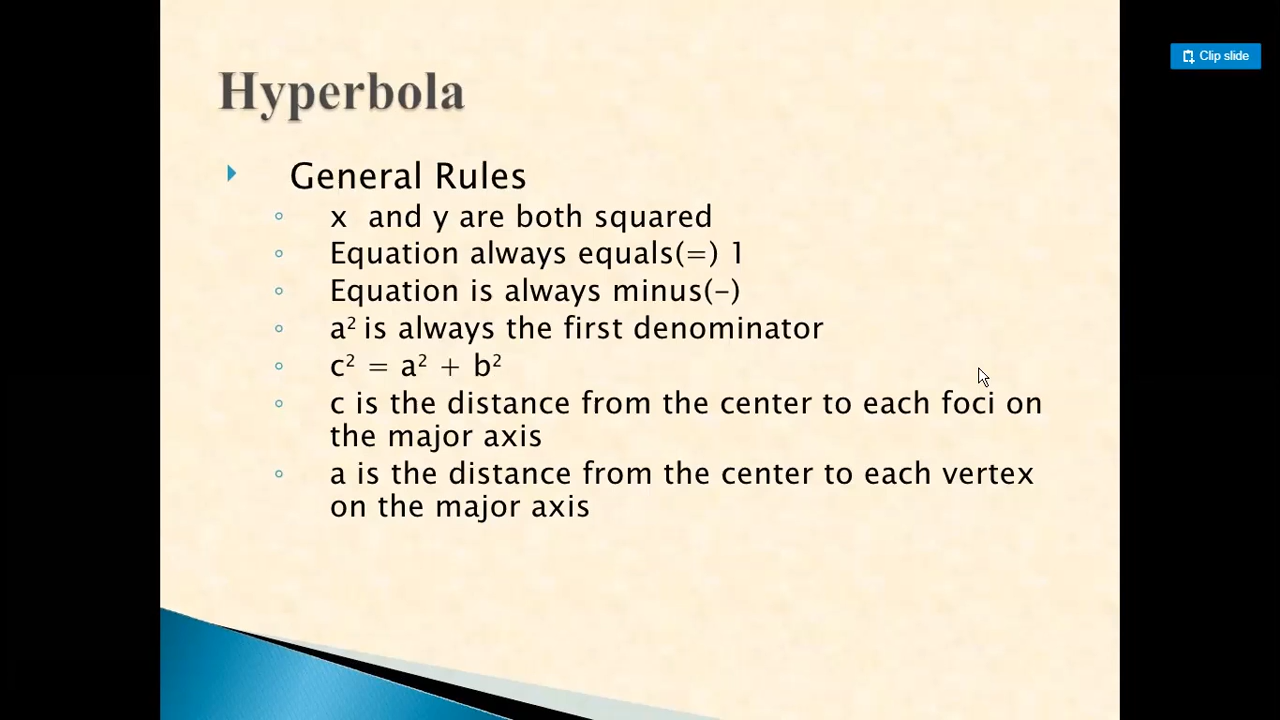 Clip slide
Hyperbola
General Rules
x and y are both squared
Equation always equals(=) 1
Equation is always minus(-)
a² is always the first denominator
c² = a² + b²
c is the distance from the center to each foci on
the major axis
a is the distance from the center to each vertex
on the major axis